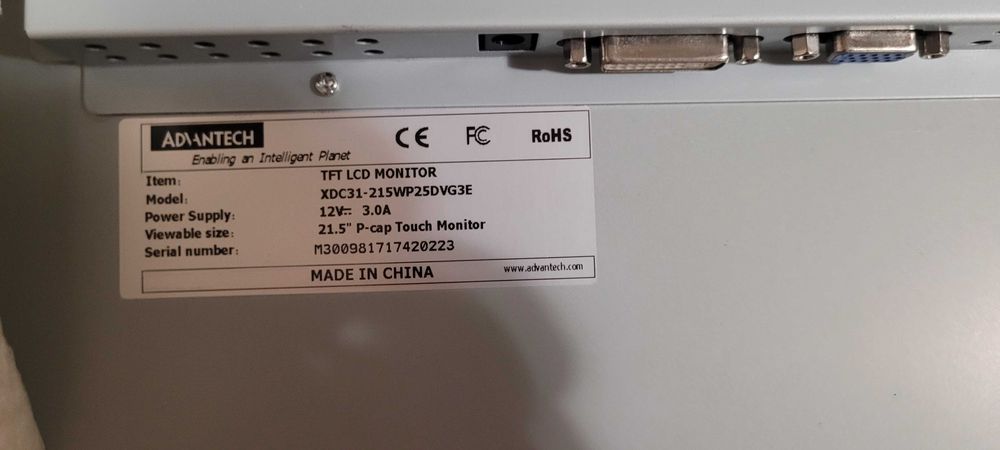 ADVANTECH
Enabling an Intelligent Planet
CE FC RoHS
Item: TFT LCD MONITOR
Model: XDC31-215WP25DVG3E
Power Supply: 12V⎓ 3.0A
Viewable size: 21.5" P-cap Touch Monitor
Serial number: M300981717420223
MADE IN CHINA www.advantech.com